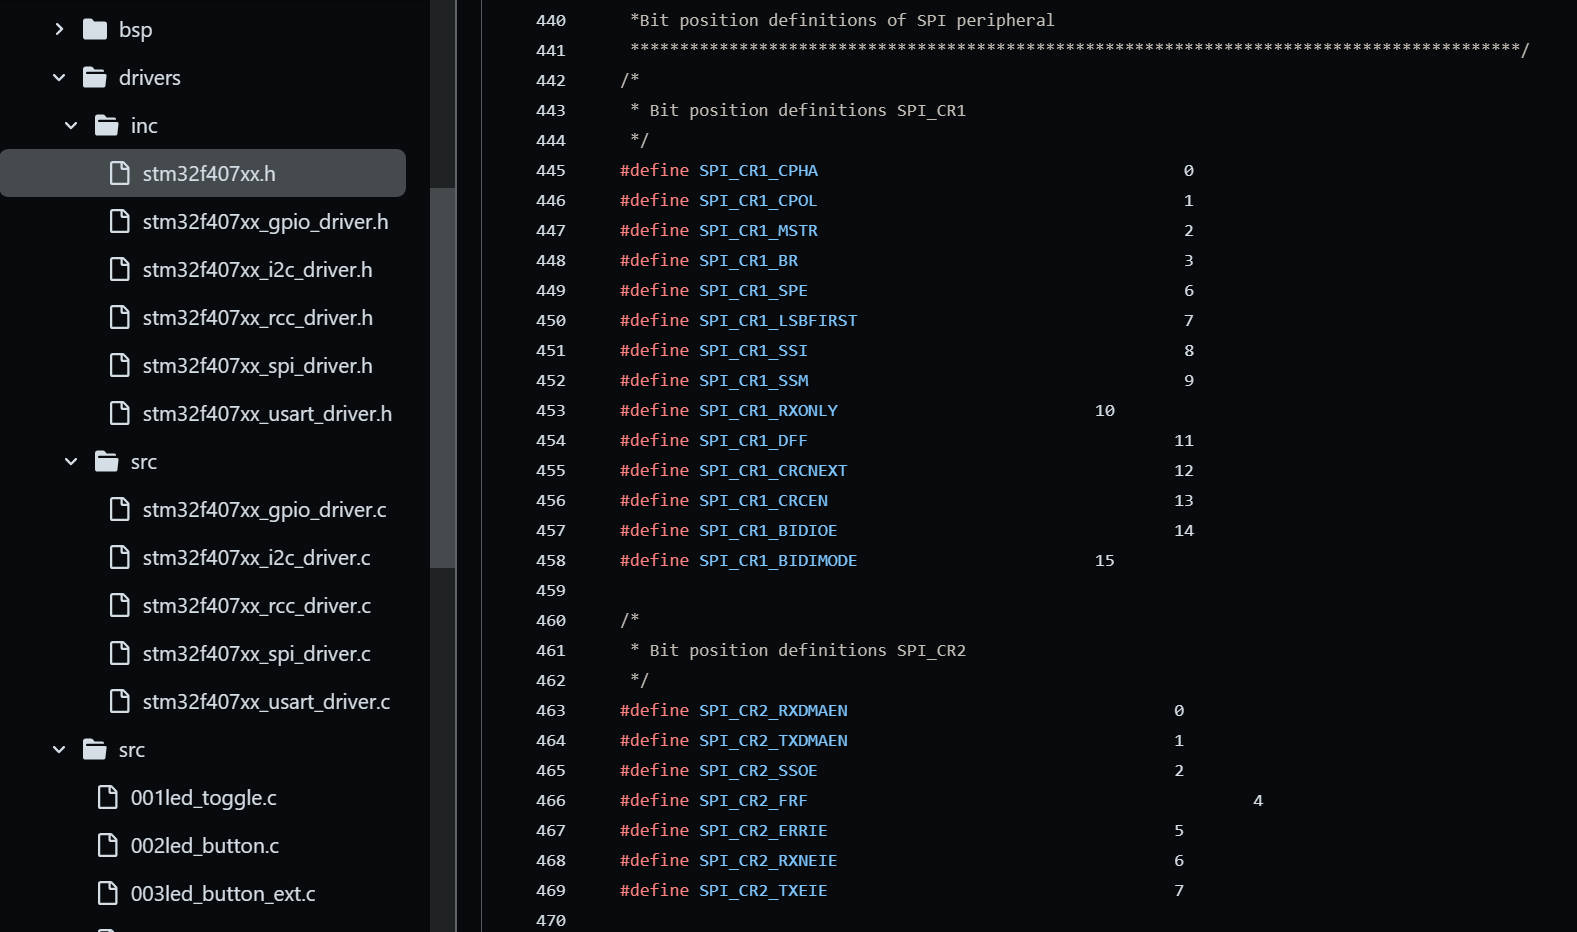 bsp
drivers
inc
stm32f407xx.h
stm32f407xx_gpio_driver.h
stm32f407xx_i2c_driver.h
stm32f407xx_rcc_driver.h
stm32f407xx_spi_driver.h
stm32f407xx_usart_driver.h
src
stm32f407xx_gpio_driver.c
stm32f407xx_i2c_driver.c
stm32f407xx_rcc_driver.c
stm32f407xx_spi_driver.c
stm32f407xx_usart_driver.c
src
001led_toggle.c
002led_button.c
003led_button_ext.c
440 *Bit position definitions of SPI peripheral
441 ******************************************************************************************/
442 /*
443 * Bit position definitions SPI_CR1
444 */
445 #define SPI_CR1_CPHA 0
446 #define SPI_CR1_CPOL 1
447 #define SPI_CR1_MSTR 2
448 #define SPI_CR1_BR 3
449 #define SPI_CR1_SPE 6
450 #define SPI_CR1_LSBFIRST 7
451 #define SPI_CR1_SSI 8
452 #define SPI_CR1_SSM 9
453 #define SPI_CR1_RXONLY 10
454 #define SPI_CR1_DFF 11
455 #define SPI_CR1_CRCNEXT 12
456 #define SPI_CR1_CRCEN 13
457 #define SPI_CR1_BIDIOE 14
458 #define SPI_CR1_BIDIMODE 15
459
460 /*
461 * Bit position definitions SPI_CR2
462 */
463 #define SPI_CR2_RXDMAEN 0
464 #define SPI_CR2_TXDMAEN 1
465 #define SPI_CR2_SSOE 2
466 #define SPI_CR2_FRF 4
467 #define SPI_CR2_ERRIE 5
468 #define SPI_CR2_RXNEIE 6
469 #define SPI_CR2_TXEIE 7
470